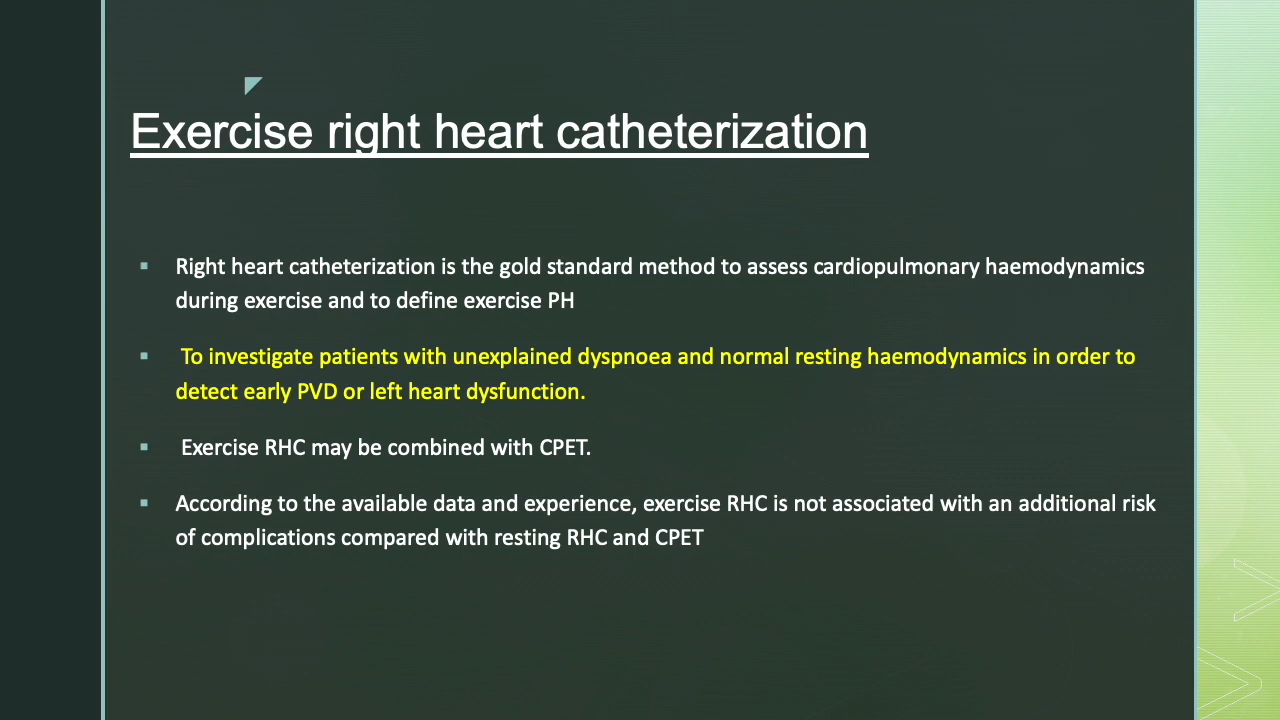 Exercise right heart catheterization
▪ Right heart catheterization is the gold standard method to assess cardiopulmonary haemodynamics
during exercise and to define exercise PH
▪ To investigate patients with unexplained dyspnoea and normal resting haemodynamics in order to
detect early PVD or left heart dysfunction.
▪ Exercise RHC may be combined with CPET.
▪ According to the available data and experience, exercise RHC is not associated with an additional risk
of complications compared with resting RHC and CPET